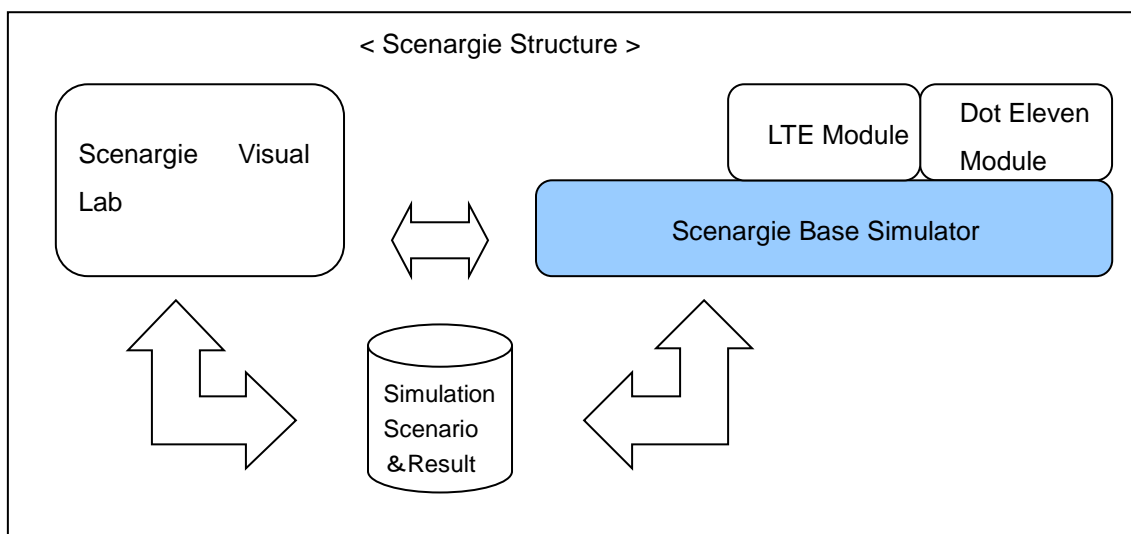 < Scenargie Structure >
Scenargie Visual
Lab
LTE Module
Dot Eleven
Module
Scenargie Base Simulator
Simulation
Scenario
&Result